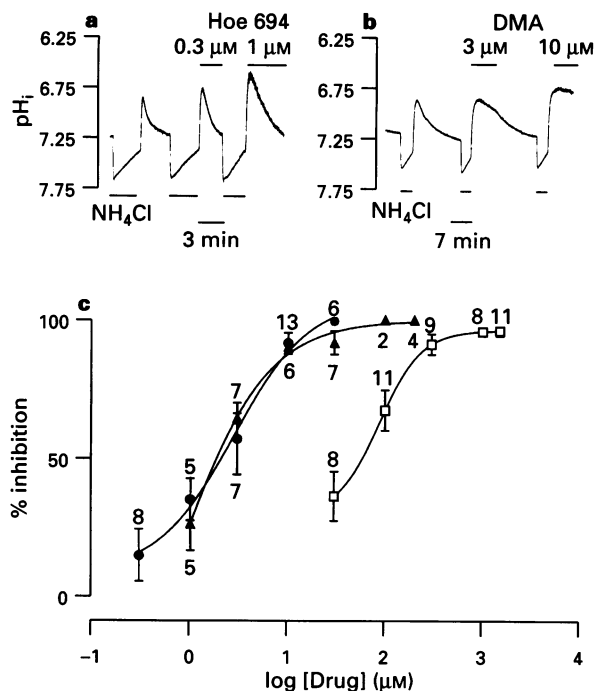 a Hoe 694
0.3 µM 1 µM
6.25
6.75
7.25
7.75
pHi
NH4Cl
3 min
b DMA
3 µM 10 µM
6.25
6.75
7.25
7.75
NH4Cl
7 min
c
100
50
0
% inhibition
8
5
5
7
7
13
6
6
7
2
4
8
11
9
8 11
−1 0 1 2 3 4
log [Drug] (µM)